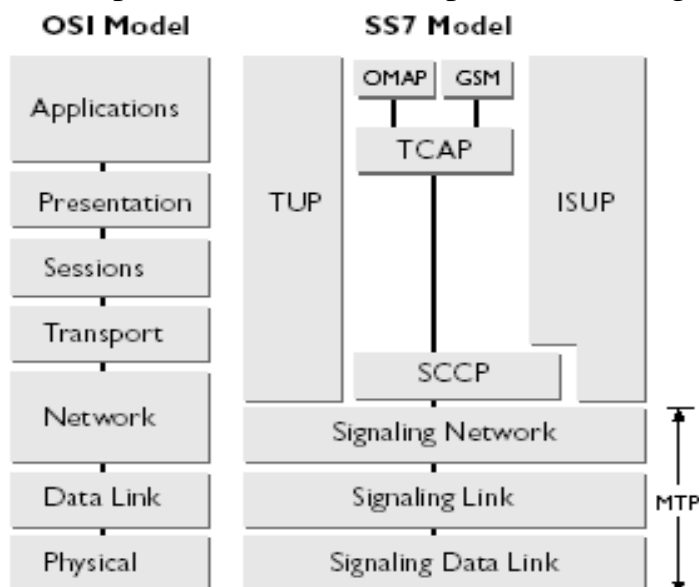 OSI Model
SS7 Model
Applications
Presentation
Sessions
Transport
Network
Data Link
Physical
OMAP
GSM
TCAP
TUP
ISUP
SCCP
Signaling Network
Signaling Link
Signaling Data Link
MTP